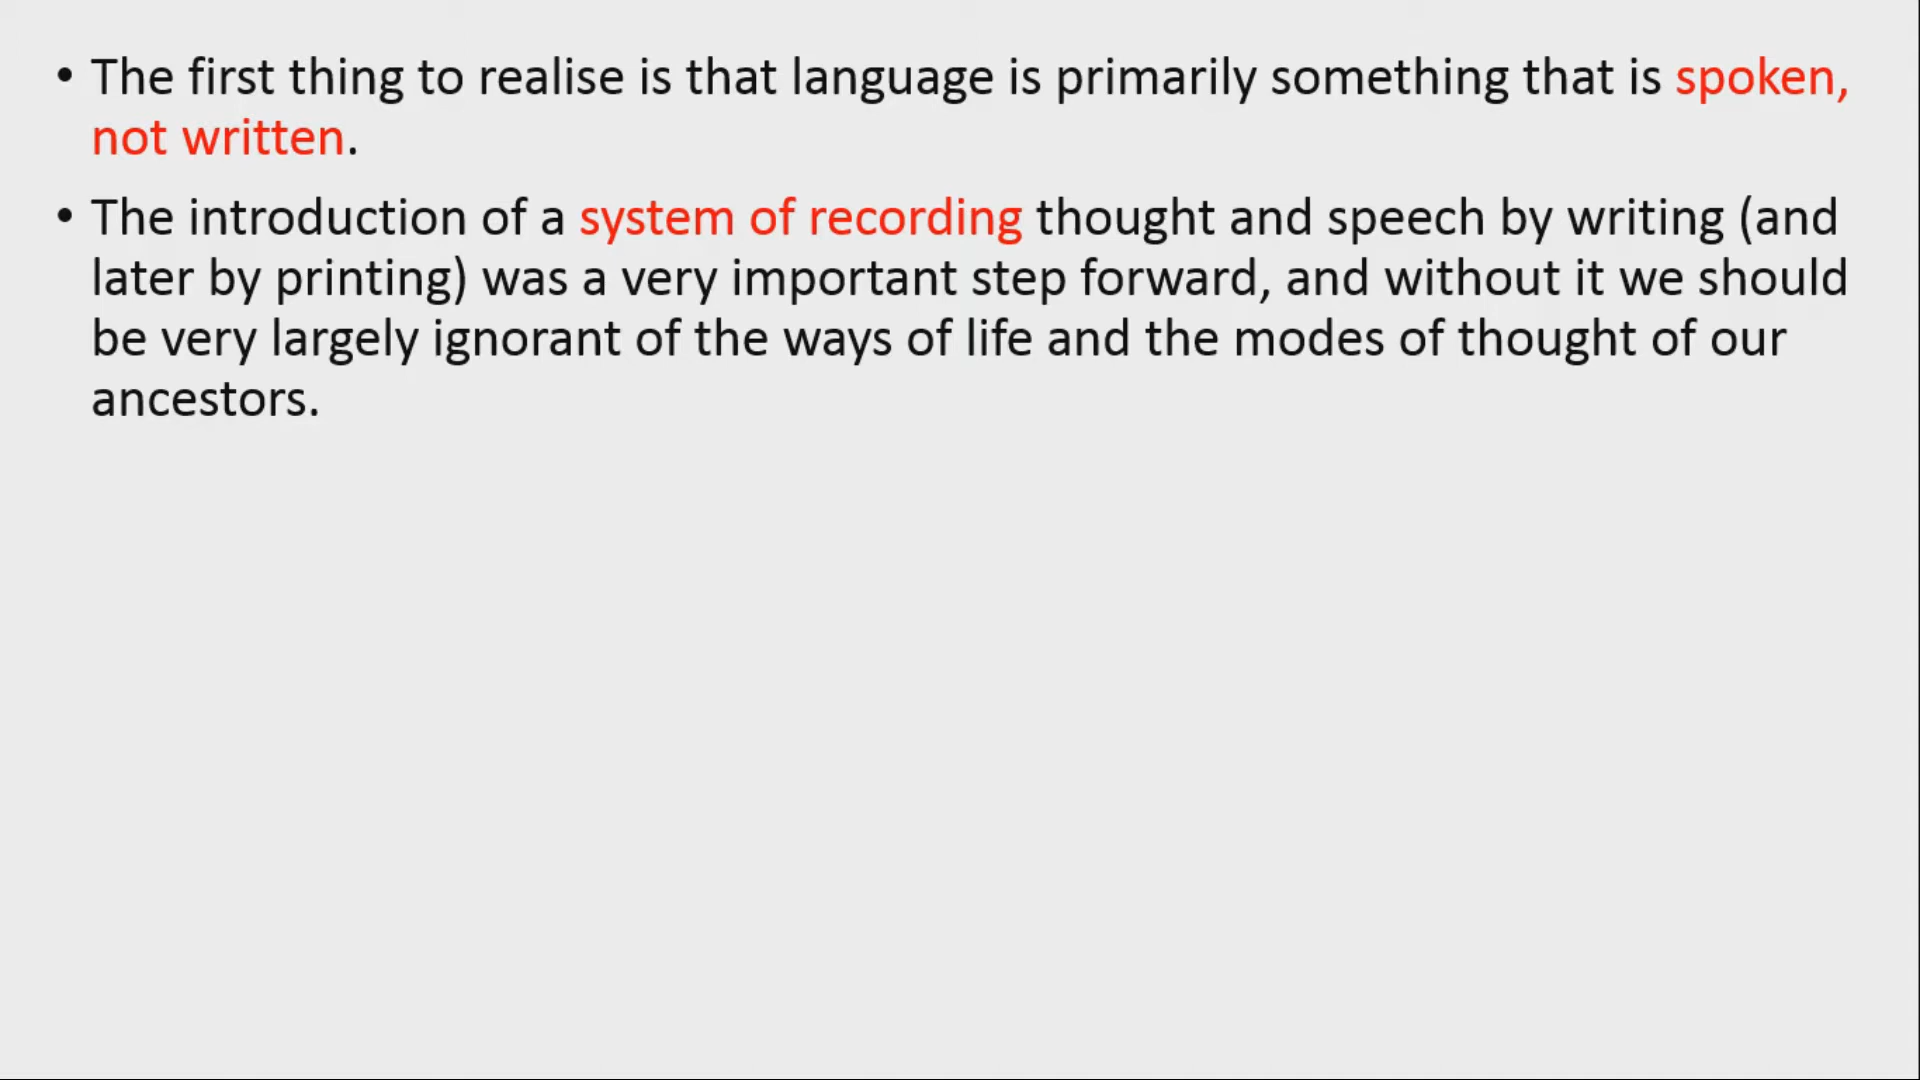 • The first thing to realise is that language is primarily something that is spoken,
not written.
• The introduction of a system of recording thought and speech by writing (and
later by printing) was a very important step forward, and without it we should
be very largely ignorant of the ways of life and the modes of thought of our
ancestors.